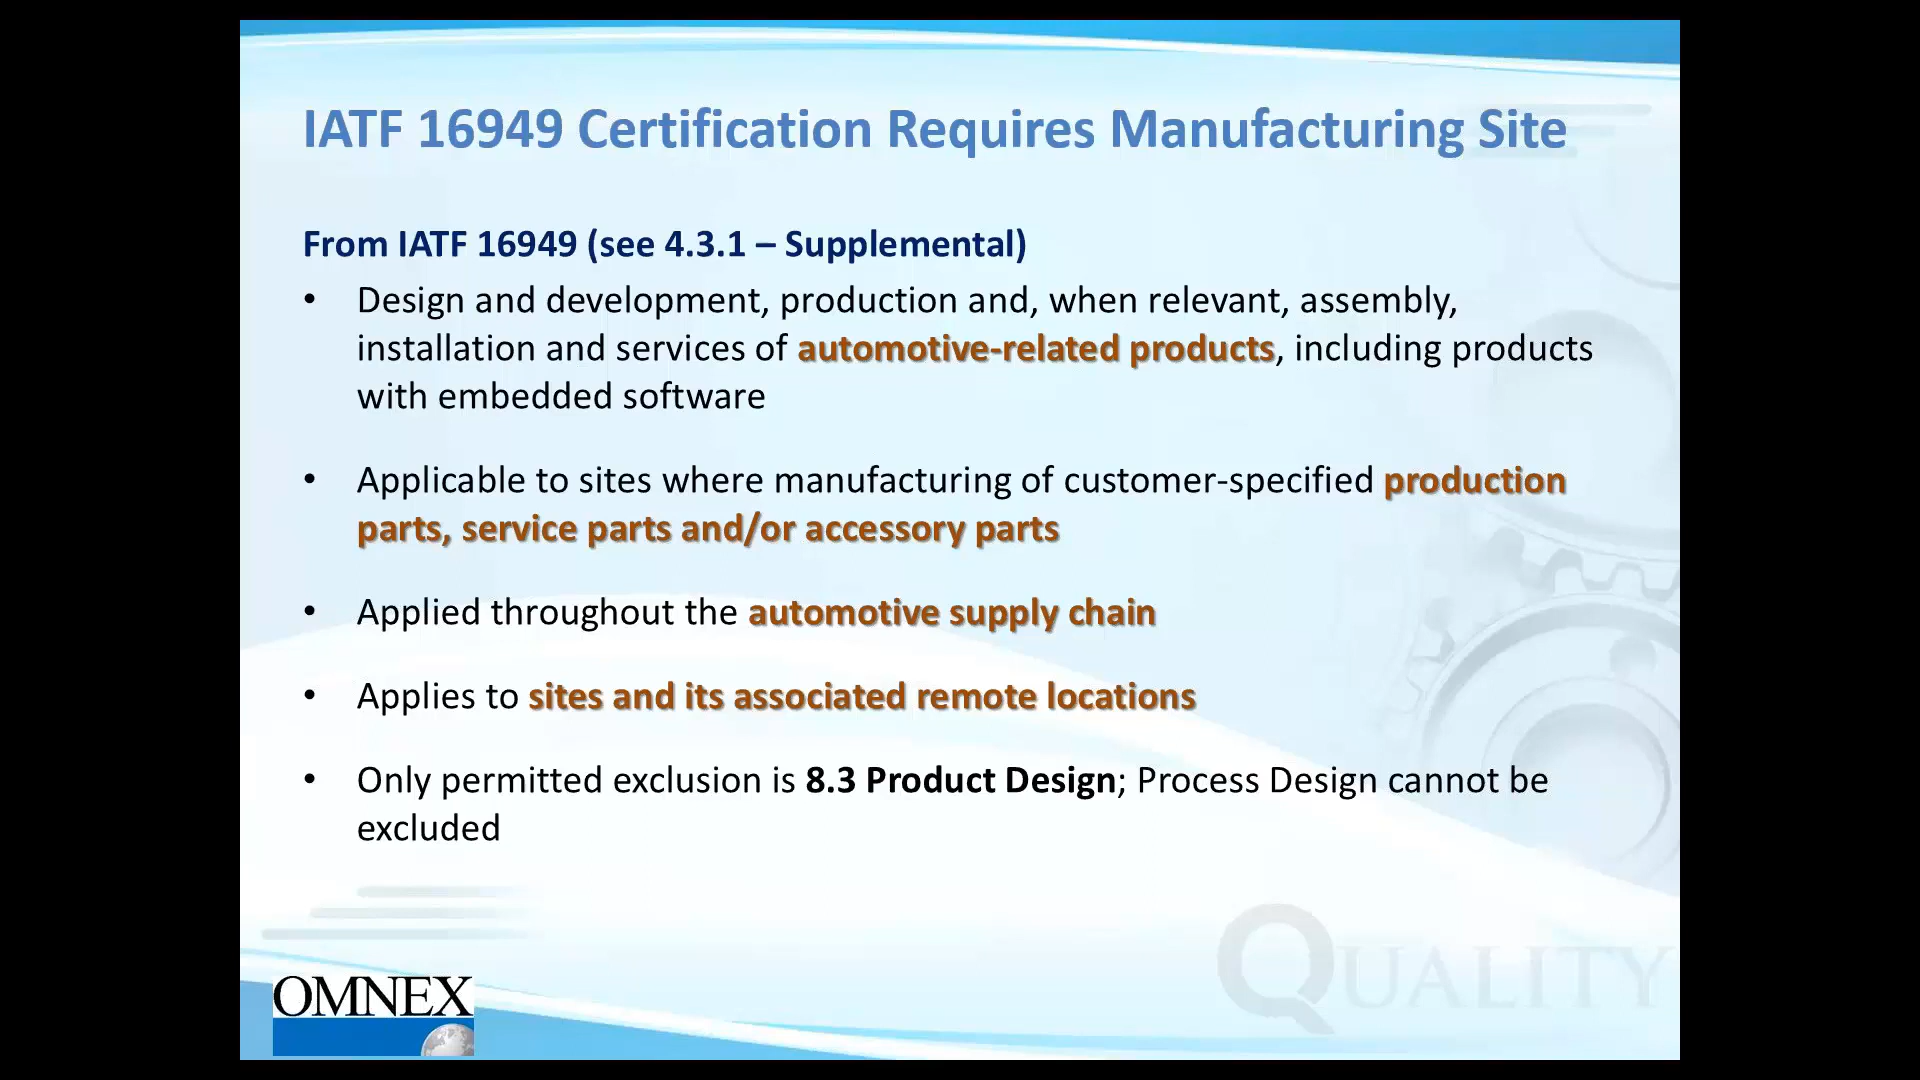 IATF 16949 Certification Requires Manufacturing Site
From IATF 16949 (see 4.3.1 – Supplemental)
• Design and development, production and, when relevant, assembly,
installation and services of automotive-related products, including products
with embedded software
• Applicable to sites where manufacturing of customer-specified production
parts, service parts and/or accessory parts
• Applied throughout the automotive supply chain
• Applies to sites and its associated remote locations
• Only permitted exclusion is 8.3 Product Design; Process Design cannot be
excluded
QUALITY
OMNEX